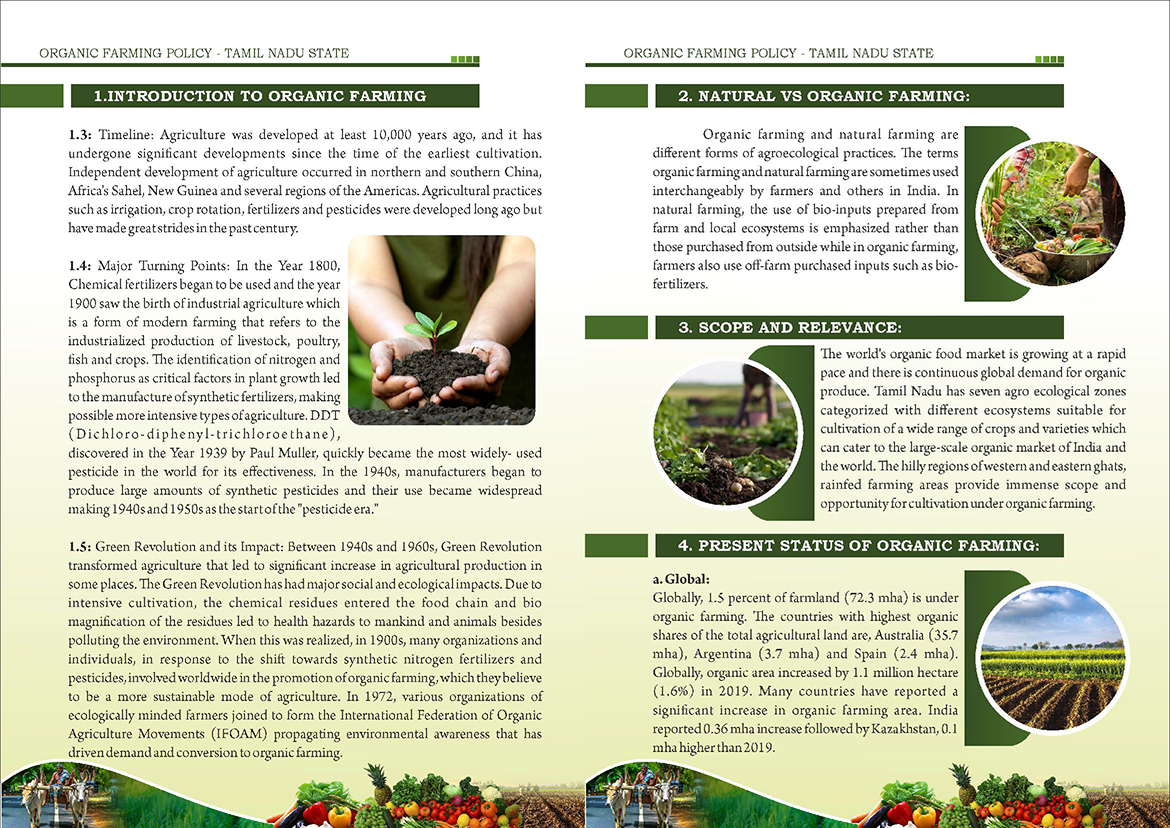 ORGANIC FARMING POLICY - TAMIL NADU STATE
1.INTRODUCTION TO ORGANIC FARMING
1.3: Timeline: Agriculture was developed at least 10,000 years ago, and it has
undergone significant developments since the time of the earliest cultivation.
Independent development of agriculture occurred in northern and southern China,
Africa's Sahel, New Guinea and several regions of the Americas. Agricultural practices
such as irrigation, crop rotation, fertilizers and pesticides were developed long ago but
have made great strides in the past century.
1.4: Major Turning Points: In the Year 1800,
Chemical fertilizers began to be used and the year
1900 saw the birth of industrial agriculture which
is a form of modern farming that refers to the
industrialized production of livestock, poultry,
fish and crops. The identification of nitrogen and
phosphorus as critical factors in plant growth led
to the manufacture of synthetic fertilizers, making
possible more intensive types of agriculture. DDT
(Dichloro-diphenyl-trichloroethane),
discovered in the Year 1939 by Paul Muller, quickly became the most widely- used
pesticide in the world for its effectiveness. In the 1940s, manufacturers began to
produce large amounts of synthetic pesticides and their use became widespread
making 1940s and 1950s as the start of the "pesticide era."
1.5: Green Revolution and its Impact: Between 1940s and 1960s, Green Revolution
transformed agriculture that led to significant increase in agricultural production in
some places. The Green Revolution has had major social and ecological impacts. Due to
intensive cultivation, the chemical residues entered the food chain and bio
magnification of the residues led to health hazards to mankind and animals besides
polluting the environment. When this was realized, in 1900s, many organizations and
individuals, in response to the shift towards synthetic nitrogen fertilizers and
pesticides, involved worldwide in the promotion of organic farming, which they believe
to be a more sustainable mode of agriculture. In 1972, various organizations of
ecologically minded farmers joined to form the International Federation of Organic
Agriculture Movements (IFOAM) propagating environmental awareness that has
driven demand and conversion to organic farming.
ORGANIC FARMING POLICY - TAMIL NADU STATE
2. NATURAL VS ORGANIC FARMING:
Organic farming and natural farming are
different forms of agroecological practices. The terms
organic farming and natural farming are sometimes used
interchangeably by farmers and others in India. In
natural farming, the use of bio-inputs prepared from
farm and local ecosystems is emphasized rather than
those purchased from outside while in organic farming,
farmers also use off-farm purchased inputs such as bio-
fertilizers.
3. SCOPE AND RELEVANCE:
The world's organic food market is growing at a rapid
pace and there is continuous global demand for organic
produce. Tamil Nadu has seven agro ecological zones
categorized with different ecosystems suitable for
cultivation of a wide range of crops and varieties which
can cater to the large-scale organic market of India and
the world. The hilly regions of western and eastern ghats,
rainfed farming areas provide immense scope and
opportunity for cultivation under organic farming.
4. PRESENT STATUS OF ORGANIC FARMING:
a. Global:
Globally, 1.5 percent of farmland (72.3 mha) is under
organic farming. The countries with highest organic
shares of the total agricultural land are, Australia (35.7
mha), Argentina (3.7 mha) and Spain (2.4 mha).
Globally, organic area increased by 1.1 million hectare
(1.6%) in 2019. Many countries have reported a
significant increase in organic farming area. India
reported 0.36 mha increase followed by Kazakhstan, 0.1
mha higher than 2019.